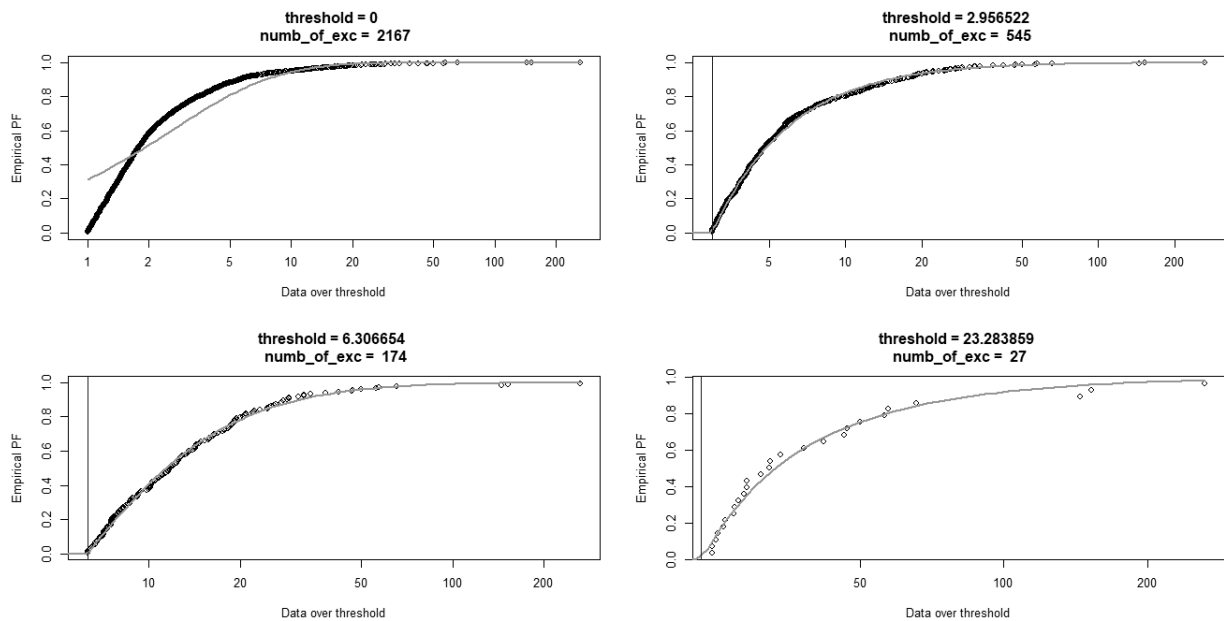 threshold = 0
numb_of_exc = 2167
Empirical PF
0.0 0.2 0.4 0.6 0.8 1.0
1 2 5 10 20 50 100 200
Data over threshold
threshold = 2.956522
numb_of_exc = 545
Empirical PF
0.0 0.2 0.4 0.6 0.8 1.0
5 10 20 50 100 200
Data over threshold
threshold = 6.306654
numb_of_exc = 174
Empirical PF
0.0 0.2 0.4 0.6 0.8 1.0
10 20 50 100 200
Data over threshold
threshold = 23.283859
numb_of_exc = 27
Empirical PF
0.0 0.2 0.4 0.6 0.8 1.0
50 100 200
Data over threshold